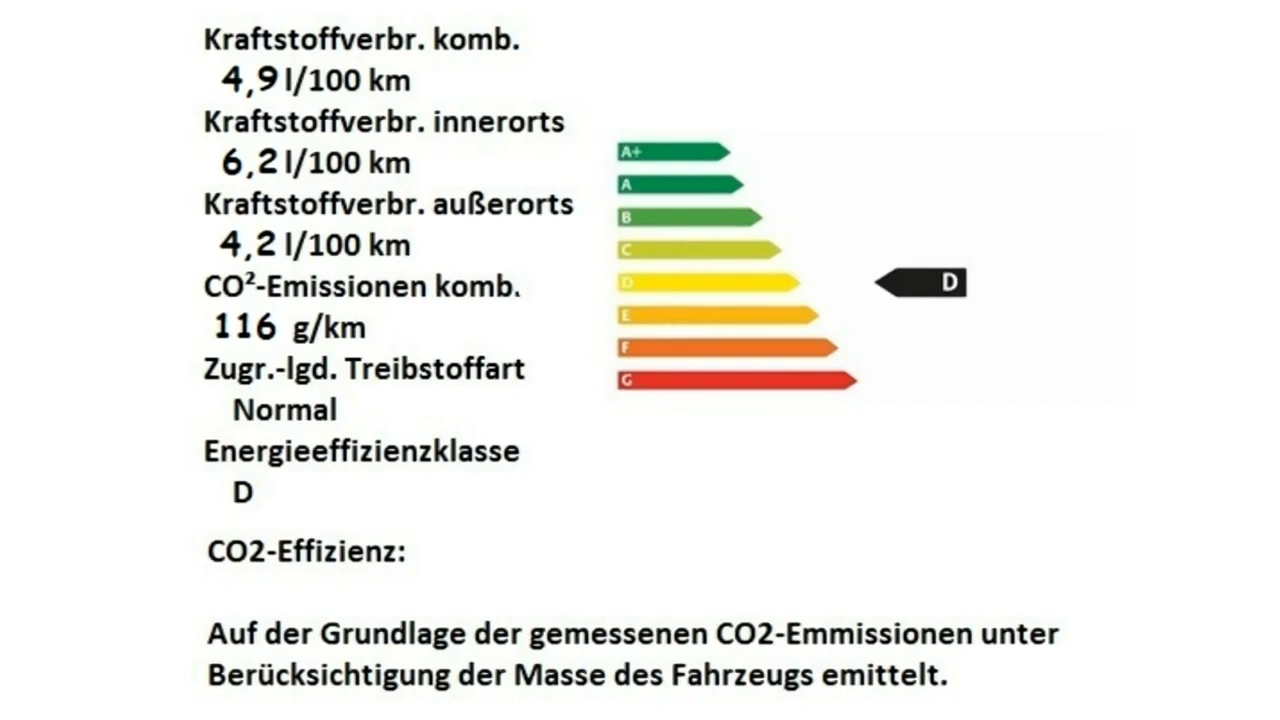 Kraftstoffverbr. komb.
4,9 l/100 km
Kraftstoffverbr. innerorts
6,2 l/100 km
Kraftstoffverbr. außerorts
4,2 l/100 km
CO²-Emissionen komb.
116 g/km
Zugr.-lgd. Treibstoffart
Normal
Energieeffizienzklasse
D
A+
A
B
C
D
D
E
F
G
CO2-Effizienz:
Auf der Grundlage der gemessenen CO2-Emmissionen unter
Berücksichtigung der Masse des Fahrzeugs emittelt.